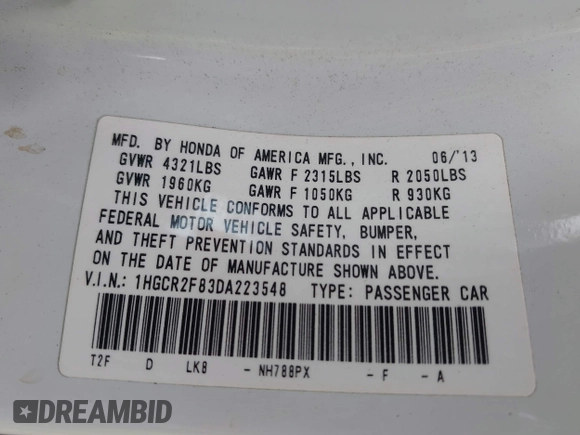 MFD. BY HONDA OF AMERICA MFG., INC. 06/'13
GVWR 4321LBS GAWR F 2315LBS R 2050LBS
GVWR 1960KG GAWR F 1050KG R 930KG
THIS VEHICLE CONFORMS TO ALL APPLICABLE
FEDERAL MOTOR VEHICLE SAFETY, BUMPER,
AND THEFT PREVENTION STANDARDS IN EFFECT
ON THE DATE OF MANUFACTURE SHOWN ABOVE.
V.I.N.: 1HGCR2F83DA223548 TYPE: PASSENGER CAR
T2F D LK8 - NH788PX - F - A
DREAMBID